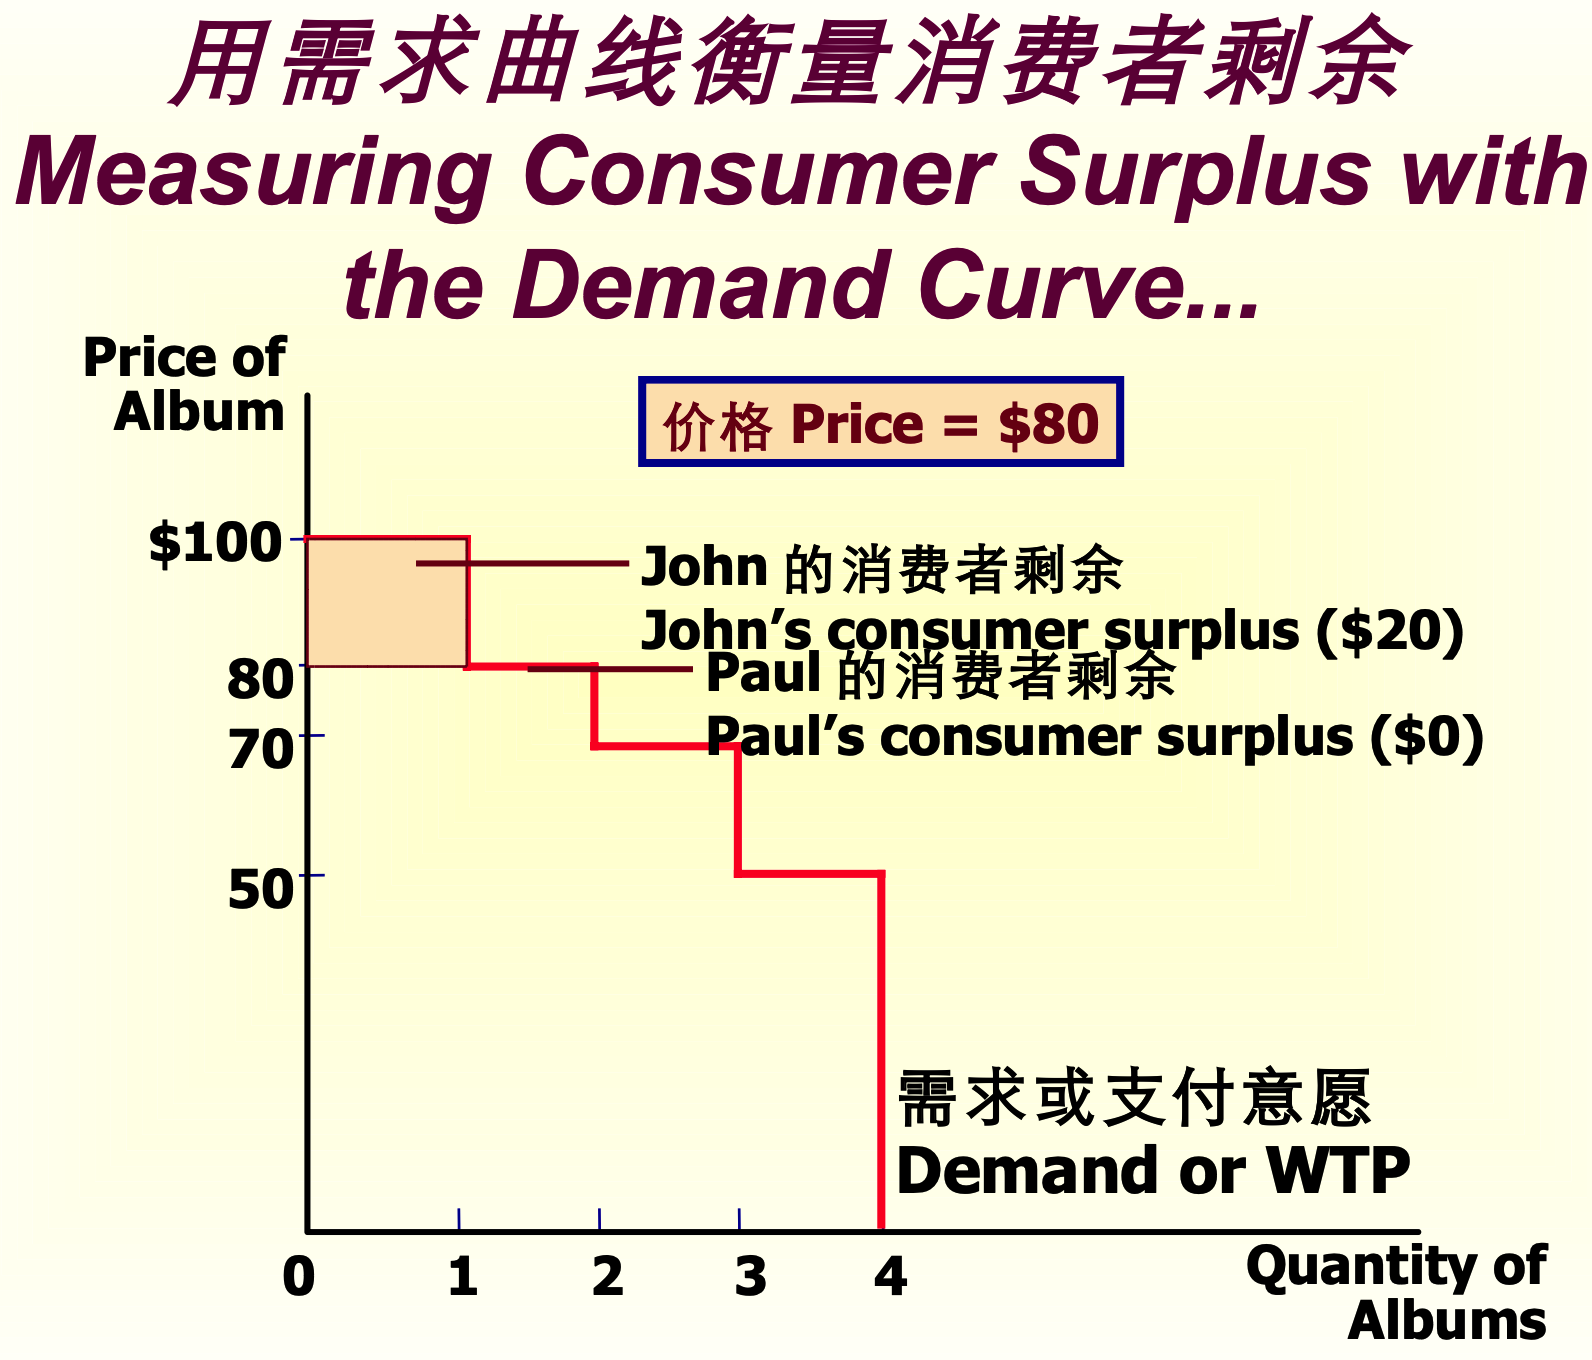 用需求曲线衡量消费者剩余
Measuring Consumer Surplus with
the Demand Curve...
Price of
Album
价格 Price = $80
$100
John 的消费者剩余
John’s consumer surplus ($20)
80
Paul 的消费者剩余
70
Paul’s consumer surplus ($0)
50
需求或支付意愿
Demand or WTP
0 1 2 3 4
Quantity of
Albums